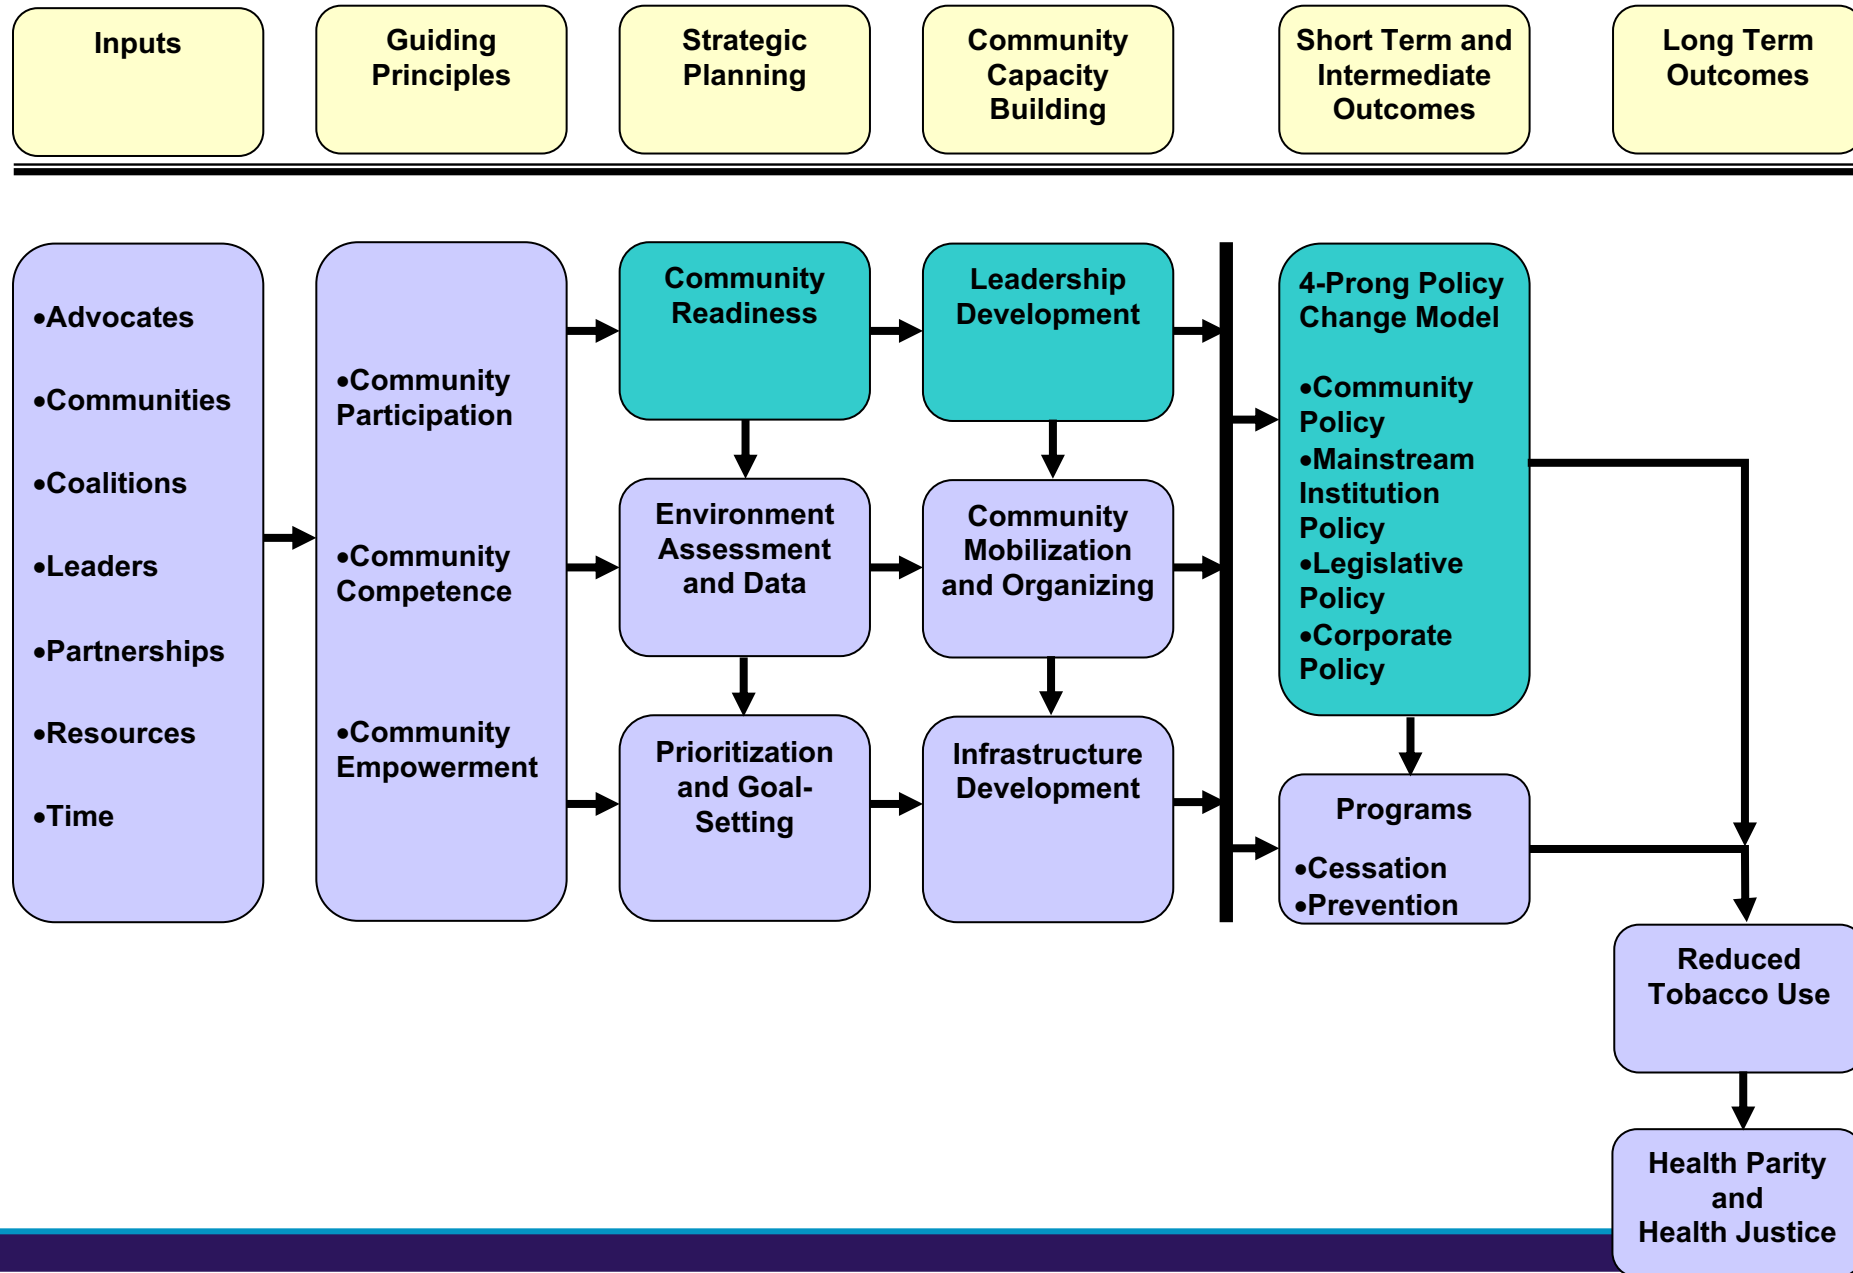 Inputs
Guiding
Principles
Strategic
Planning
Community
Capacity
Building
Short Term and
Intermediate
Outcomes
Long Term
Outcomes
•Advocates
•Communities
•Coalitions
•Leaders
•Partnerships
•Resources
•Time
•Community
Participation
•Community
Competence
•Community
Empowerment
Community
Readiness
Environment
Assessment
and Data
Prioritization
and Goal-
Setting
Leadership
Development
Community
Mobilization
and Organizing
Infrastructure
Development
4-Prong Policy
Change Model
•Community
Policy
•Mainstream
Institution
Policy
•Legislative
Policy
•Corporate
Policy
Programs
•Cessation
•Prevention
Reduced
Tobacco Use
Health Parity
and
Health Justice